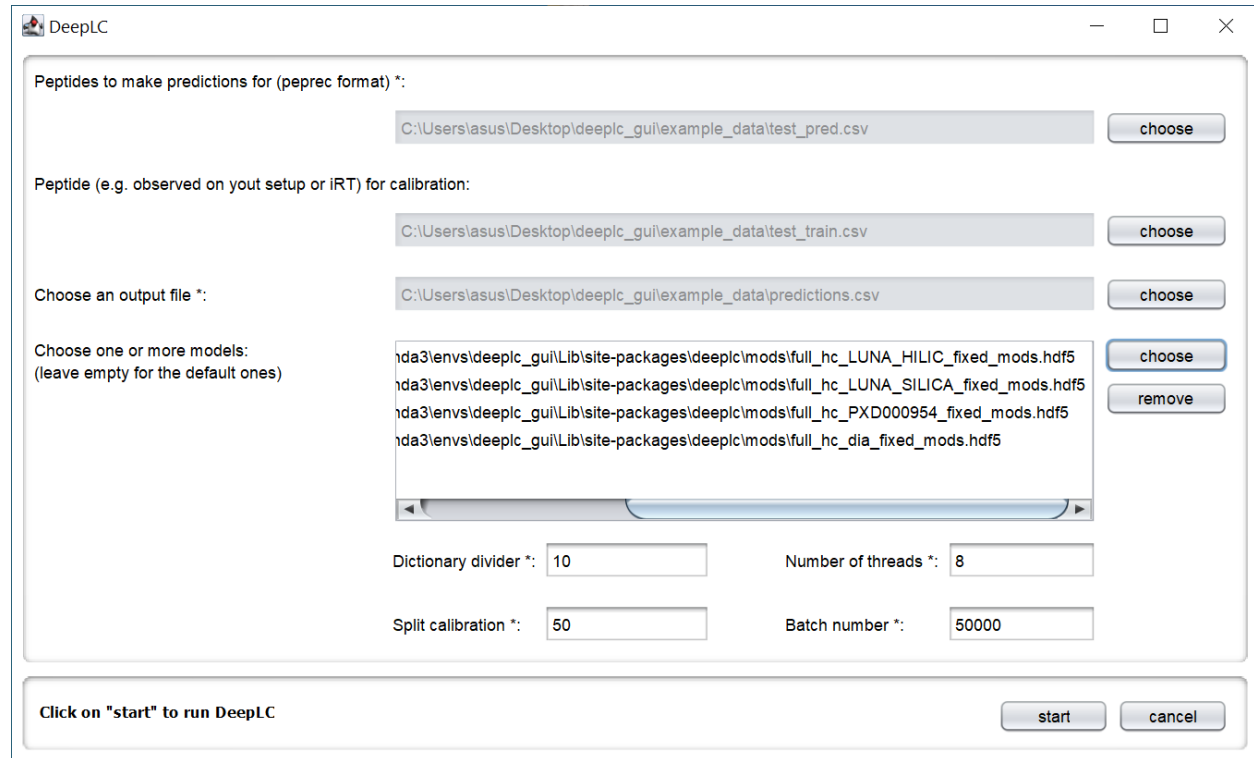 DeepLC
Peptides to make predictions for (peprec format) *:
C:\Users\asus\Desktop\deeplc_gui\example_data\test_pred.csv
choose
Peptide (e.g. observed on yout setup or iRT) for calibration:
C:\Users\asus\Desktop\deeplc_gui\example_data\test_train.csv
choose
Choose an output file *:
C:\Users\asus\Desktop\deeplc_gui\example_data\predictions.csv
choose
Choose one or more models:
(leave empty for the default ones)
nda3\envs\deeplc_gui\Lib\site-packages\deeplc\mods\full_hc_LUNA_HILIC_fixed_mods.hdf5
nda3\envs\deeplc_gui\Lib\site-packages\deeplc\mods\full_hc_LUNA_SILICA_fixed_mods.hdf5
nda3\envs\deeplc_gui\Lib\site-packages\deeplc\mods\full_hc_PXD000954_fixed_mods.hdf5
nda3\envs\deeplc_gui\Lib\site-packages\deeplc\mods\full_hc_dia_fixed_mods.hdf5
choose
remove
Dictionary divider *: 10
Number of threads *: 8
Split calibration *: 50
Batch number *: 50000
Click on "start" to run DeepLC
start
cancel